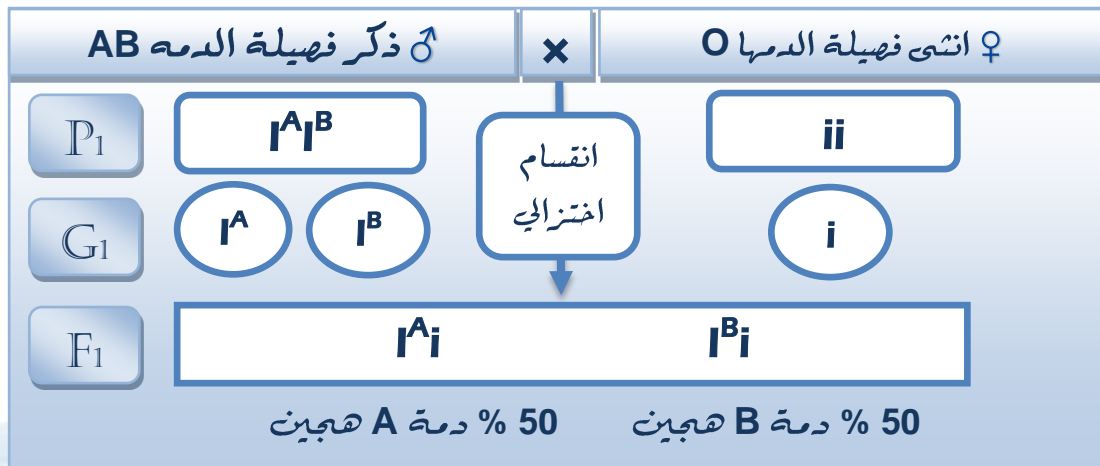 ♂ ذكر فصيلة الدمه AB × ♀ انثى فصيلة الدمها O
P1 IAIB ii
انقسام
اختزالي
G1 IA IB i
F1 IAi IBi
50 % دمة A هجين 50 % دمة B هجين